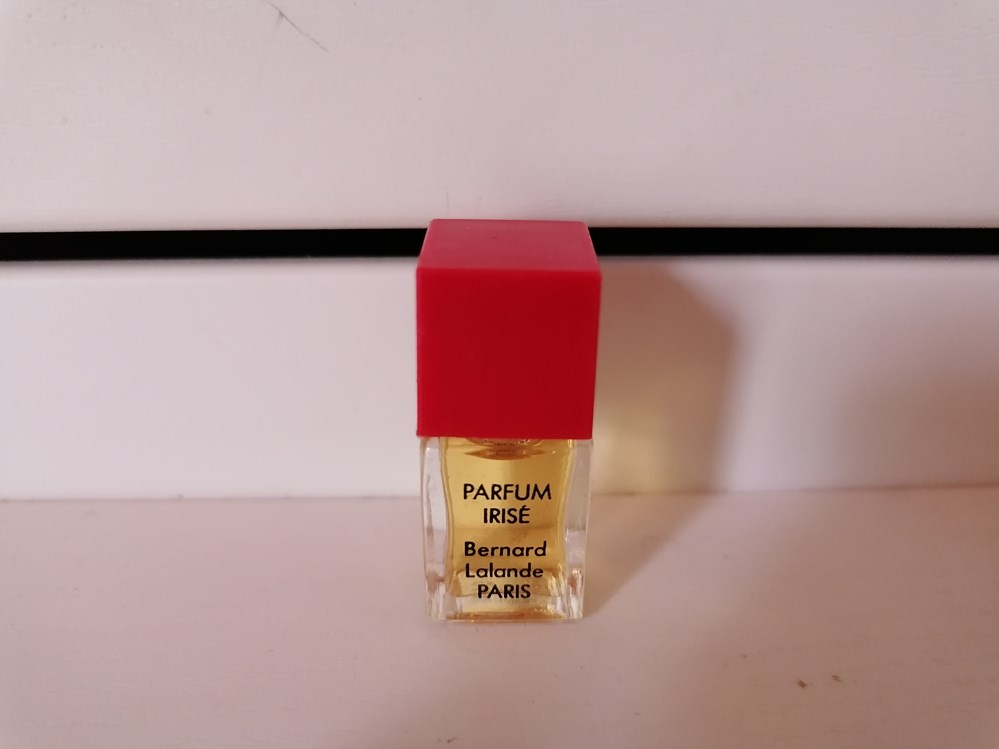 PARFUM
IRISÉ
Bernard
Lalande
PARIS